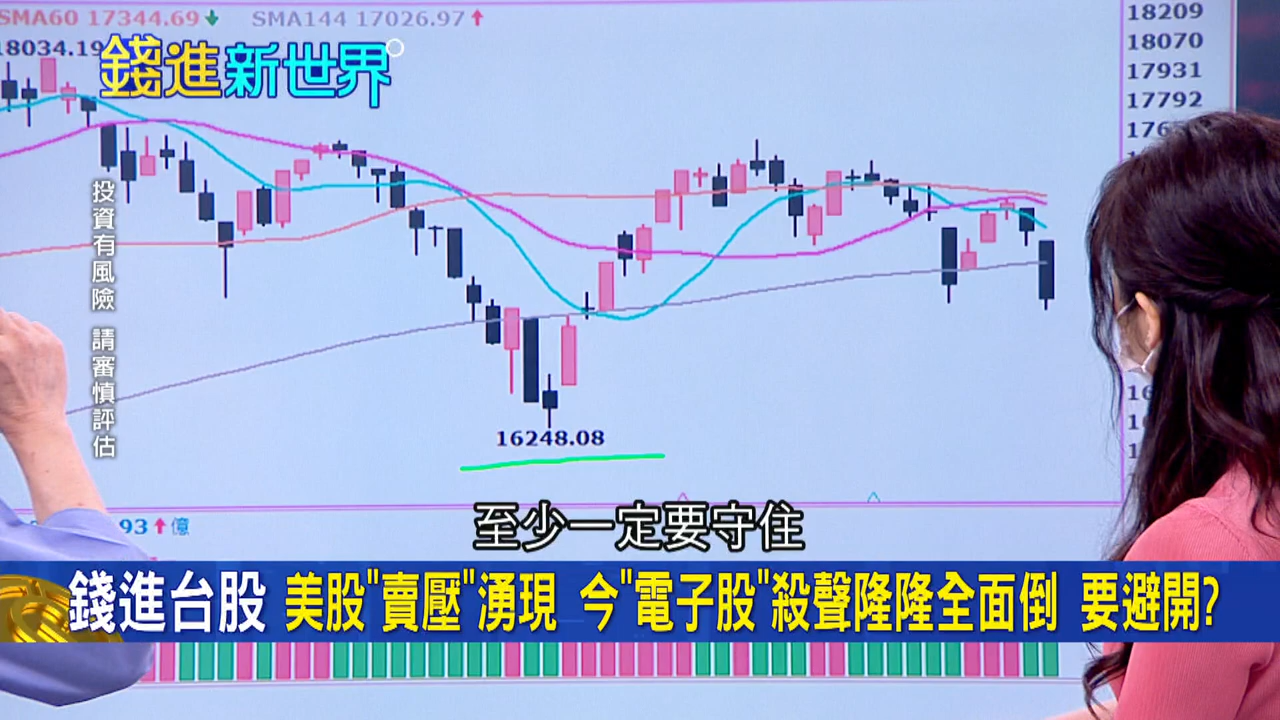 SMA60 17344.69↓ SMA144 17026.97↑
18034.19
錢進新世界
18209
18070
17931
17792
投資有風險 請審慎評估
16248.08
93↑億
至少一定要守住
錢進台股 美股"賣壓"湧現 今"電子股"殺聲隆隆全面倒 要避開?